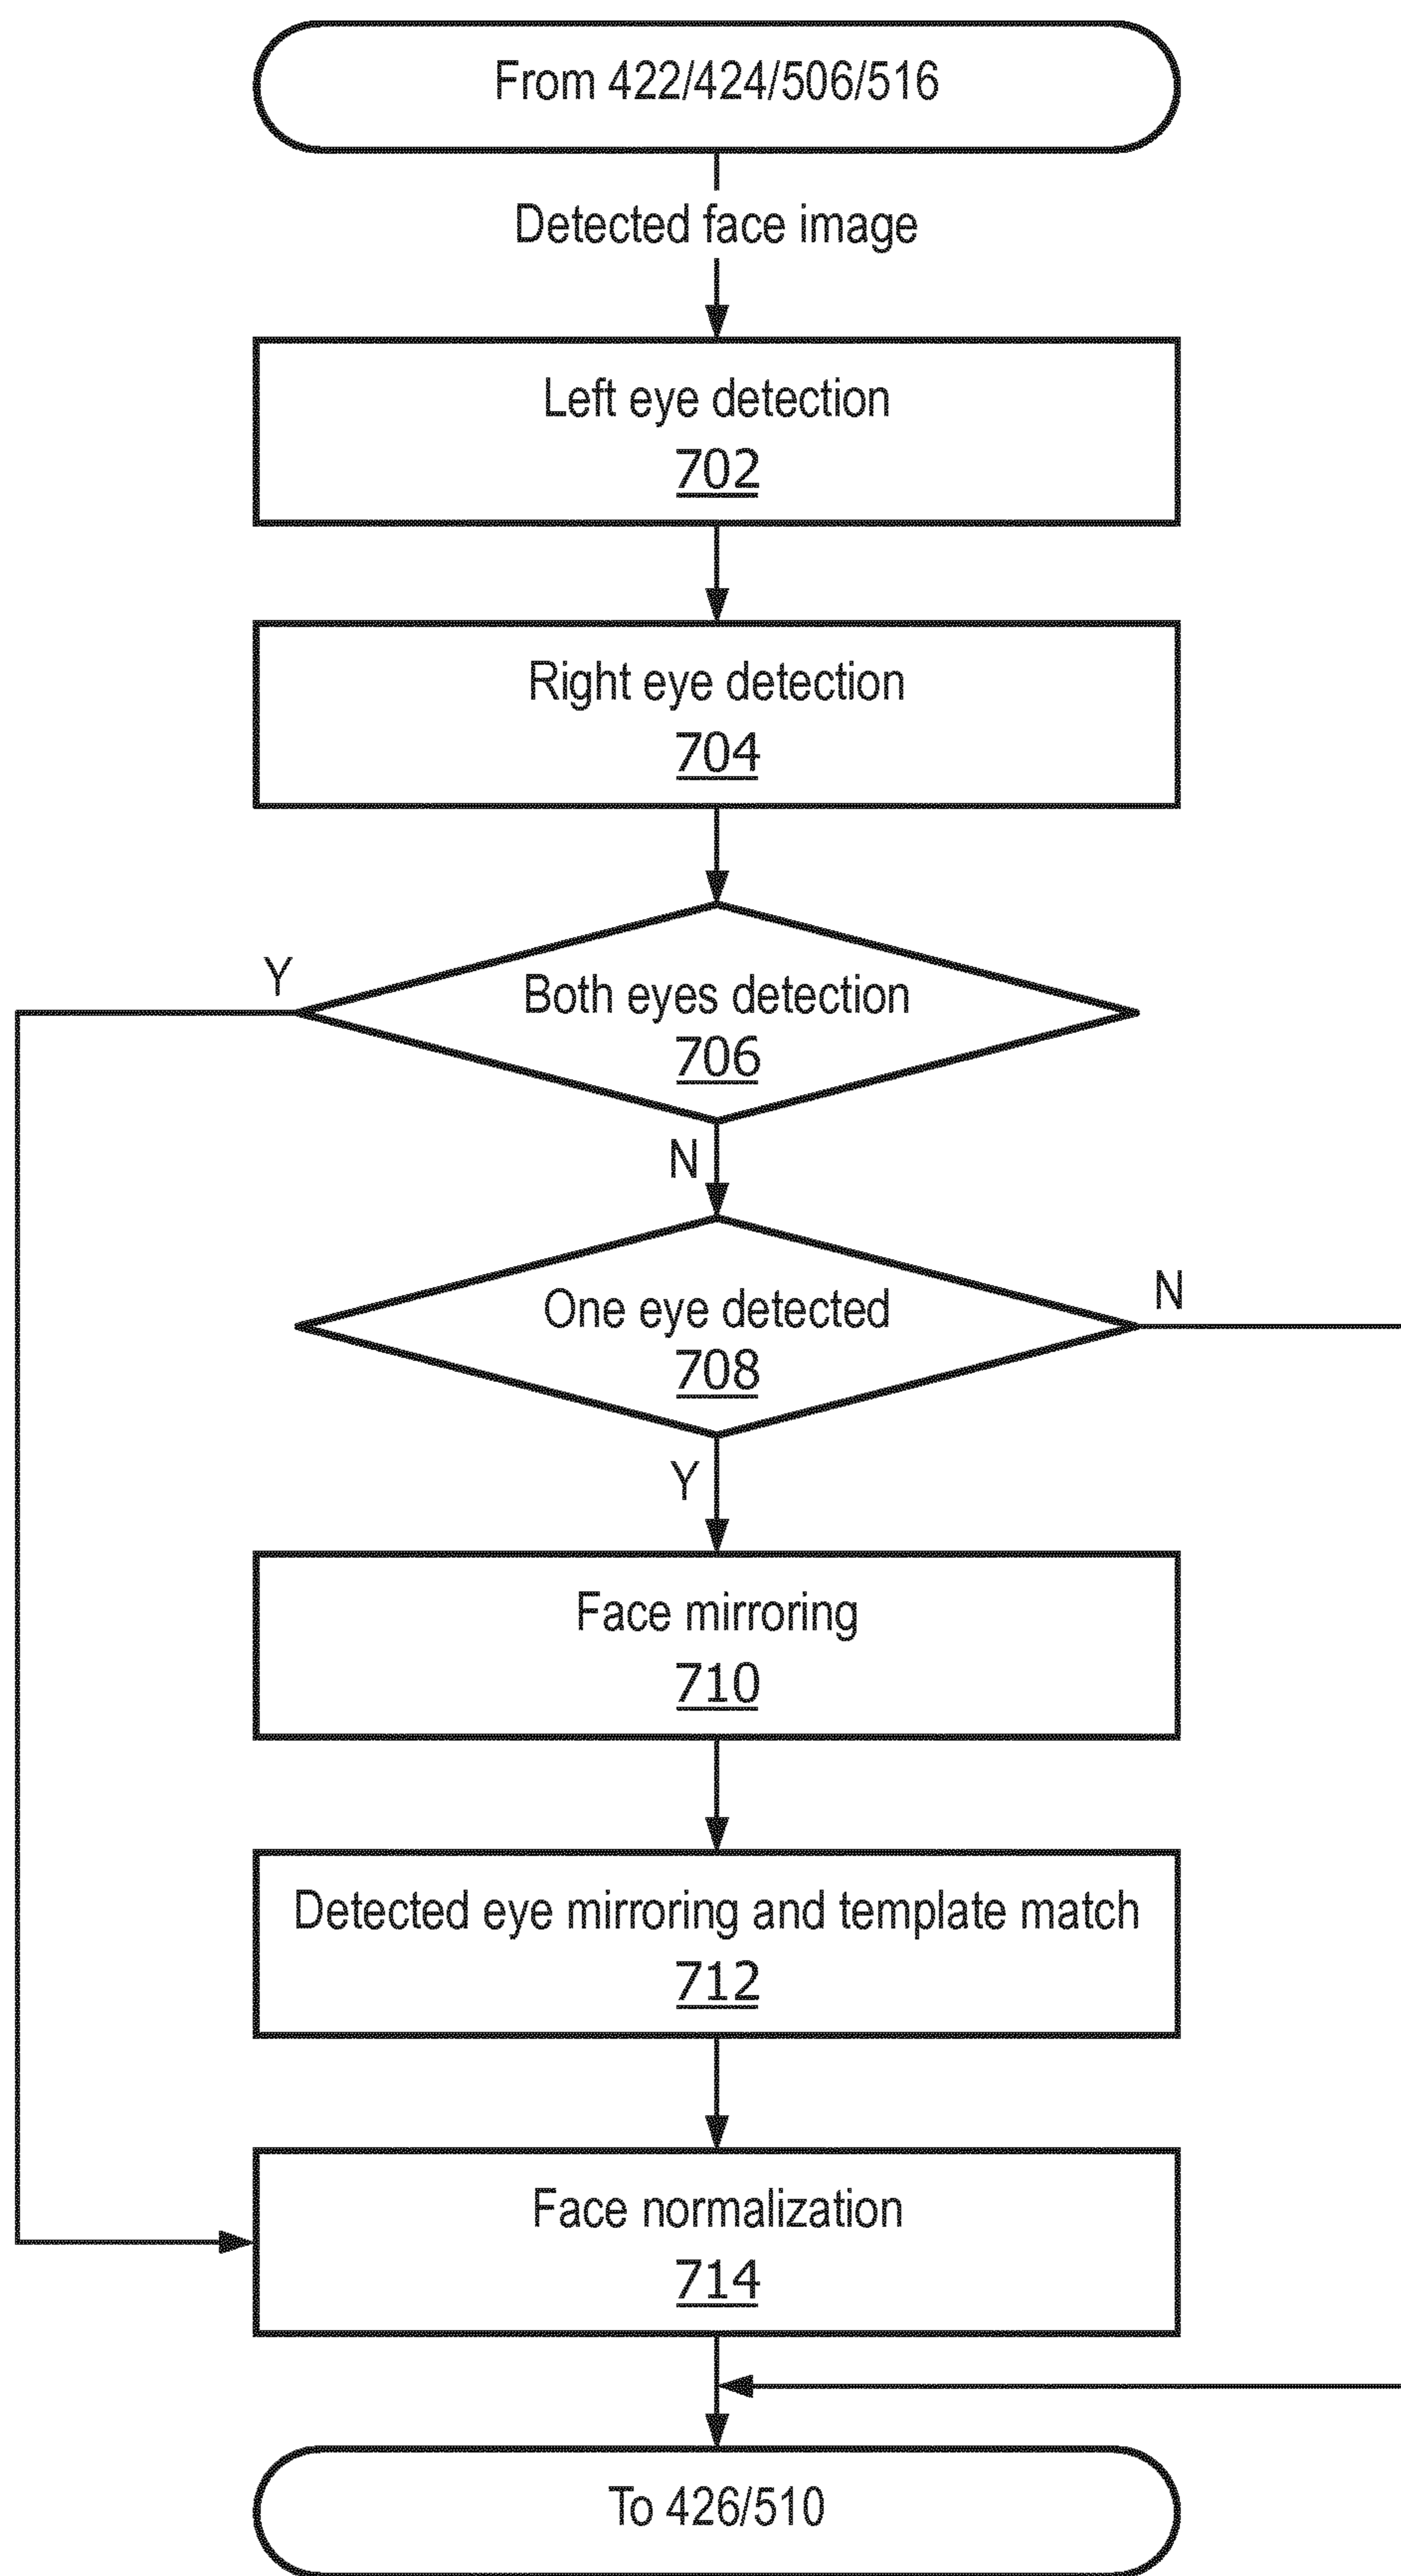 From 422/424/506/516
Detected face image
Left eye detection
702
Right eye detection
704
Y
Both eyes detection
706
N
One eye detected
708
N
Y
Face mirroring
710
Detected eye mirroring and template match
712
Face normalization
714
To 426/510